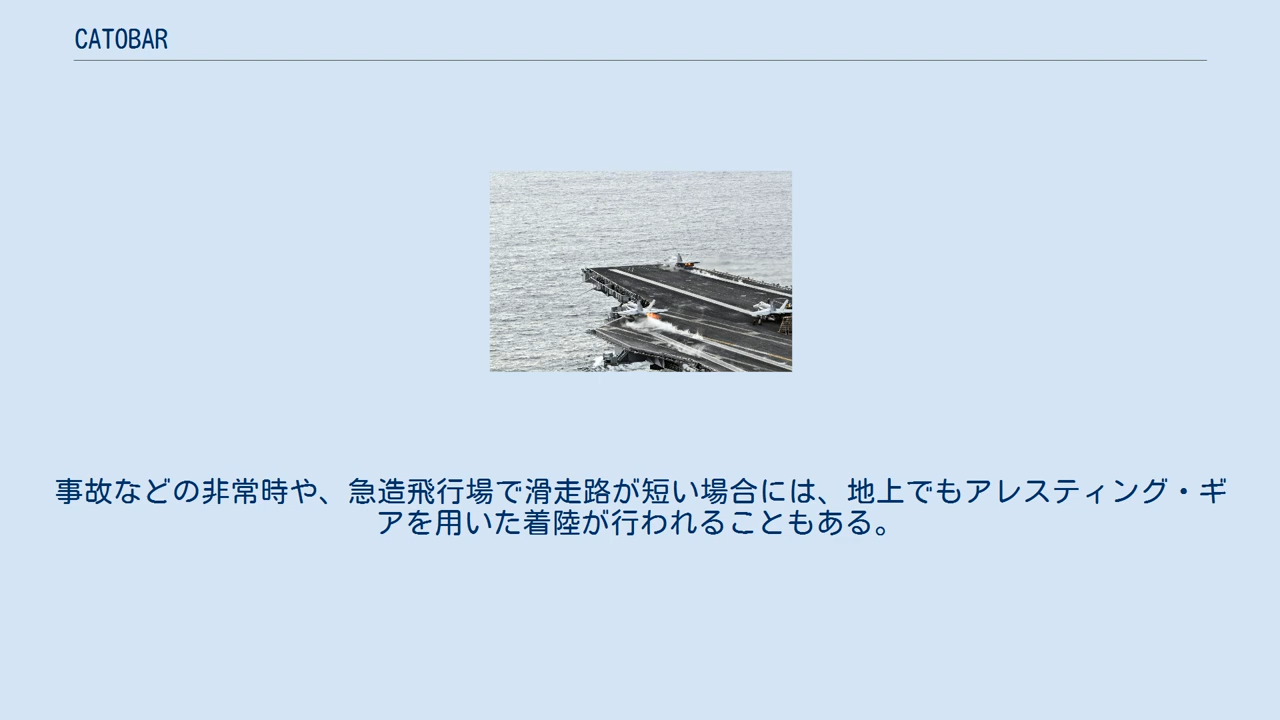 CATOBAR
事故などの非常時や、急造飛行場で滑走路が短い場合には、地上でもアレスティング・ギ
アを用いた着陸が行われることもある。